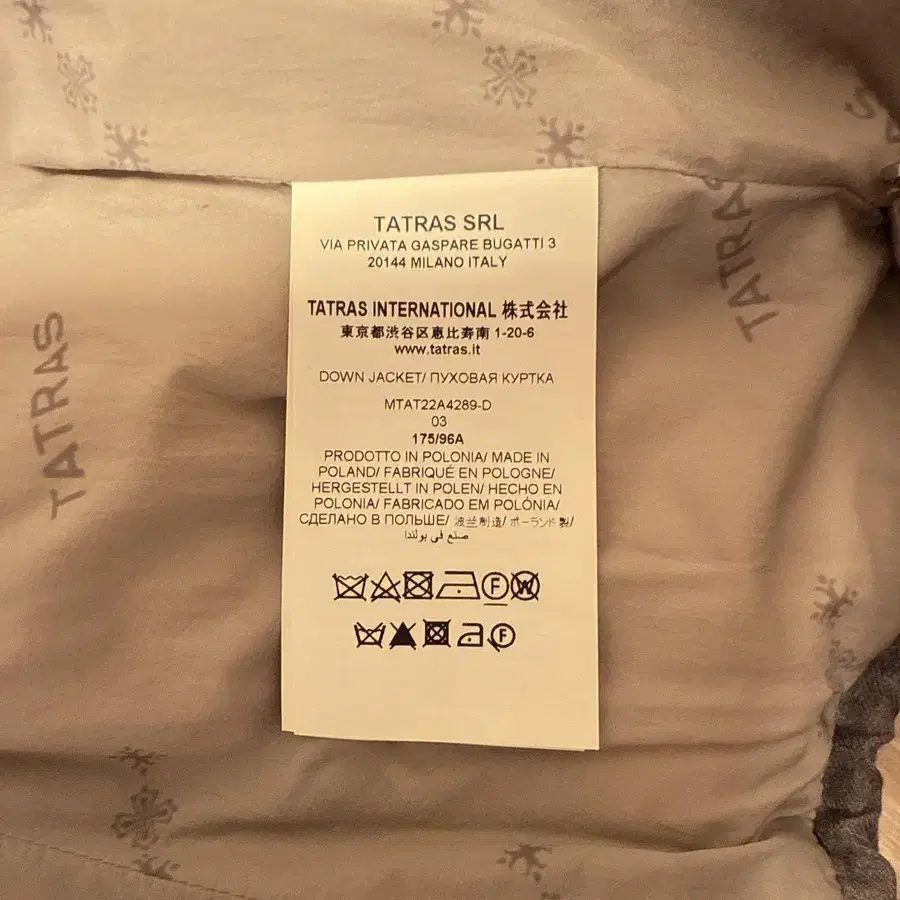 TATRAS SRL
VIA PRIVATA GASPARE BUGATTI 3
20144 MILANO ITALY
TATRAS INTERNATIONAL 株式会社
東京都渋谷区恵比寿南 1-20-6
www.tatras.it
DOWN JACKET/ ПУХОВАЯ КУРТКА
MTAT22A4289-D
03
175/96A
PRODOTTO IN POLONIA/ MADE IN
POLAND/ FABRIQUÉ EN POLOGNE/
HERGESTELLT IN POLEN/ HECHO EN
POLONIA/ FABRICADO EM POLÓNIA/
СДЕЛАНО В ПОЛЬШЕ/ 波兰制造/ ポーランド製/
صنع في بولندا
F W
F
TATRAS
TATRAS